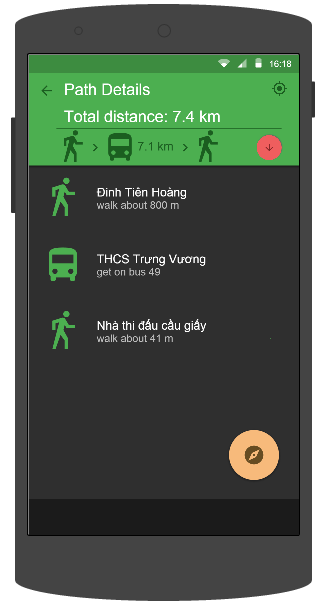 16:18
Path Details
Total distance: 7.4 km
7.1 km
Đinh Tiên Hoàng
walk about 800 m
THCS Trưng Vương
get on bus 49
Nhà thi đấu cầu giấy
walk about 41 m